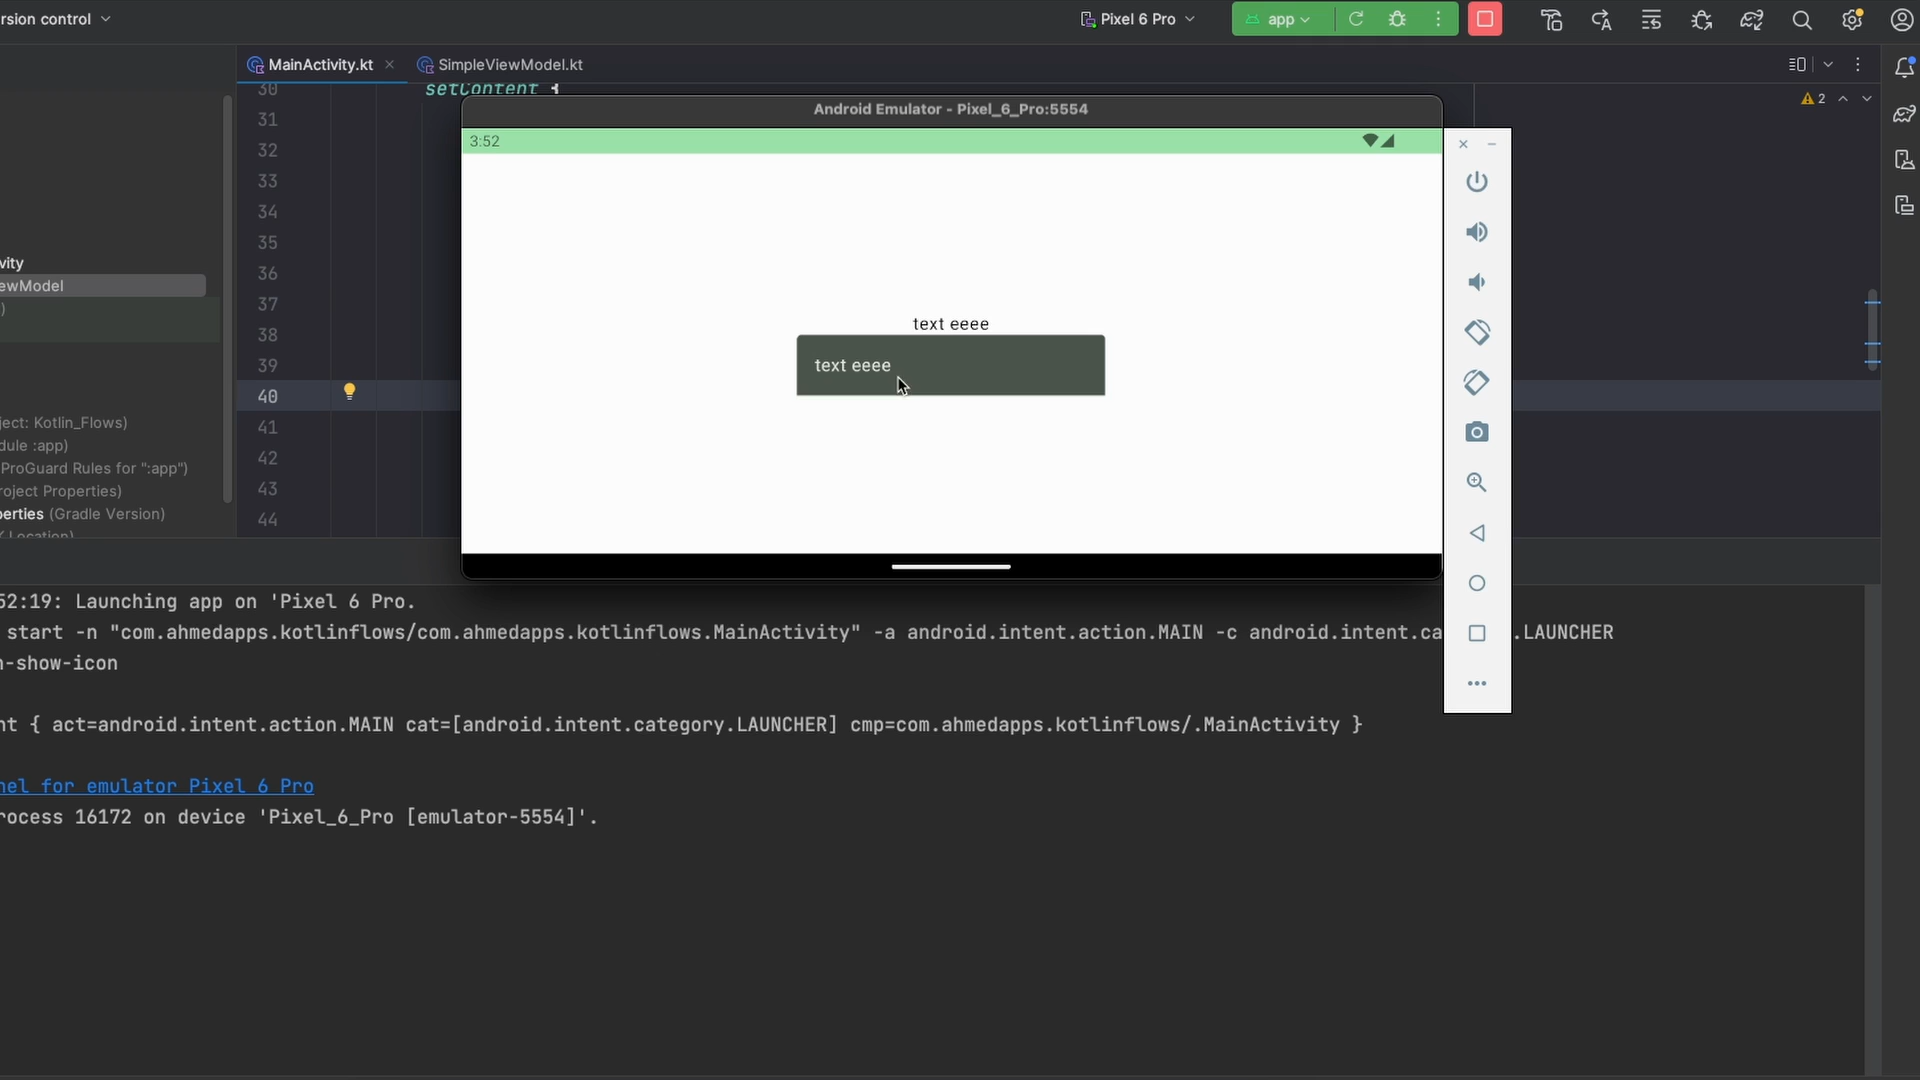 rsion control
Pixel 6 Pro
app
MainActivity.kt
SimpleViewModel.kt
30 setContent {
2
Android Emulator - Pixel_6_Pro:5554
3:52
31
32
33
34
35
36
37
38
39
40
41
42
43
44
text eeee
text eeee
vity
ewModel
)
ject: Kotlin_Flows)
dule :app)
ProGuard Rules for ":app")
roject Properties)
perties (Gradle Version)
K Location)
52:19: Launching app on 'Pixel 6 Pro.
start -n "com.ahmedapps.kotlinflows/com.ahmedapps.kotlinflows.MainActivity" -a android.intent.action.MAIN -c android.intent.ca .LAUNCHER
n-show-icon
nt { act=android.intent.action.MAIN cat=[android.intent.category.LAUNCHER] cmp=com.ahmedapps.kotlinflows/.MainActivity }
nel for emulator Pixel 6 Pro
rocess 16172 on device 'Pixel_6_Pro [emulator-5554]'.